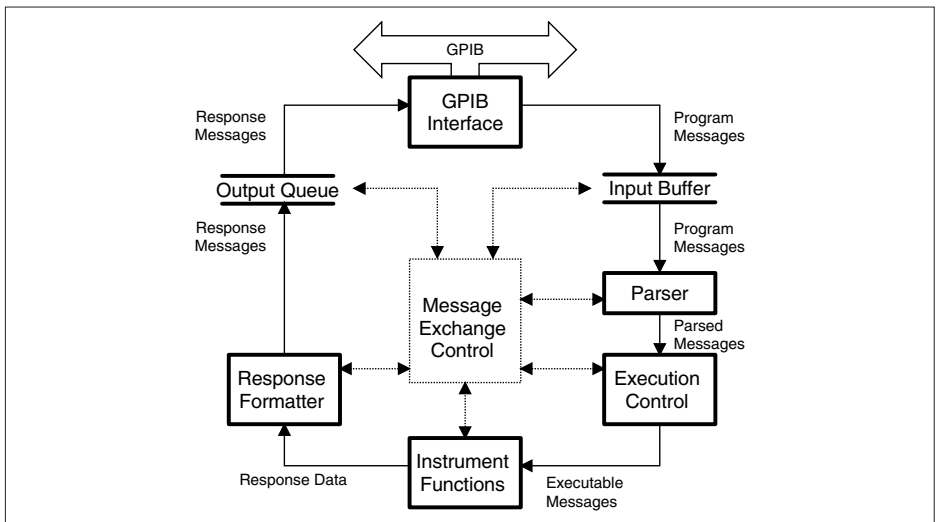 GPIB
GPIB
Interface
Response
Messages
Program
Messages
Output Queue
Input Buffer
Response
Messages
Program
Messages
Message
Exchange
Control
Parser
Parsed
Messages
Response
Formatter
Execution
Control
Response Data
Instrument
Functions
Executable
Messages